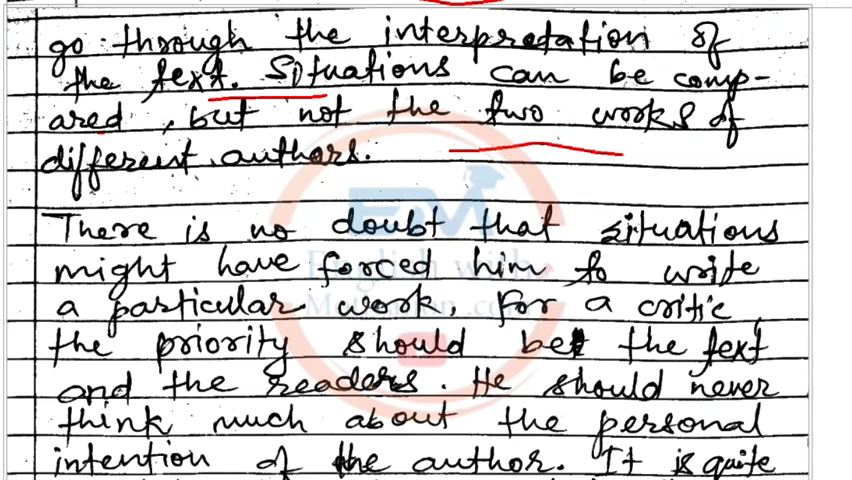 go through the interpretation of
the text. Situations can be comp-
ared, but not the two works of
different authors.
There is no doubt that situations
might have forced him to write
a particular work. For a critic,
the priority should be the text
and the readers. He should never
think much about the personal
intention of the author. It is quite